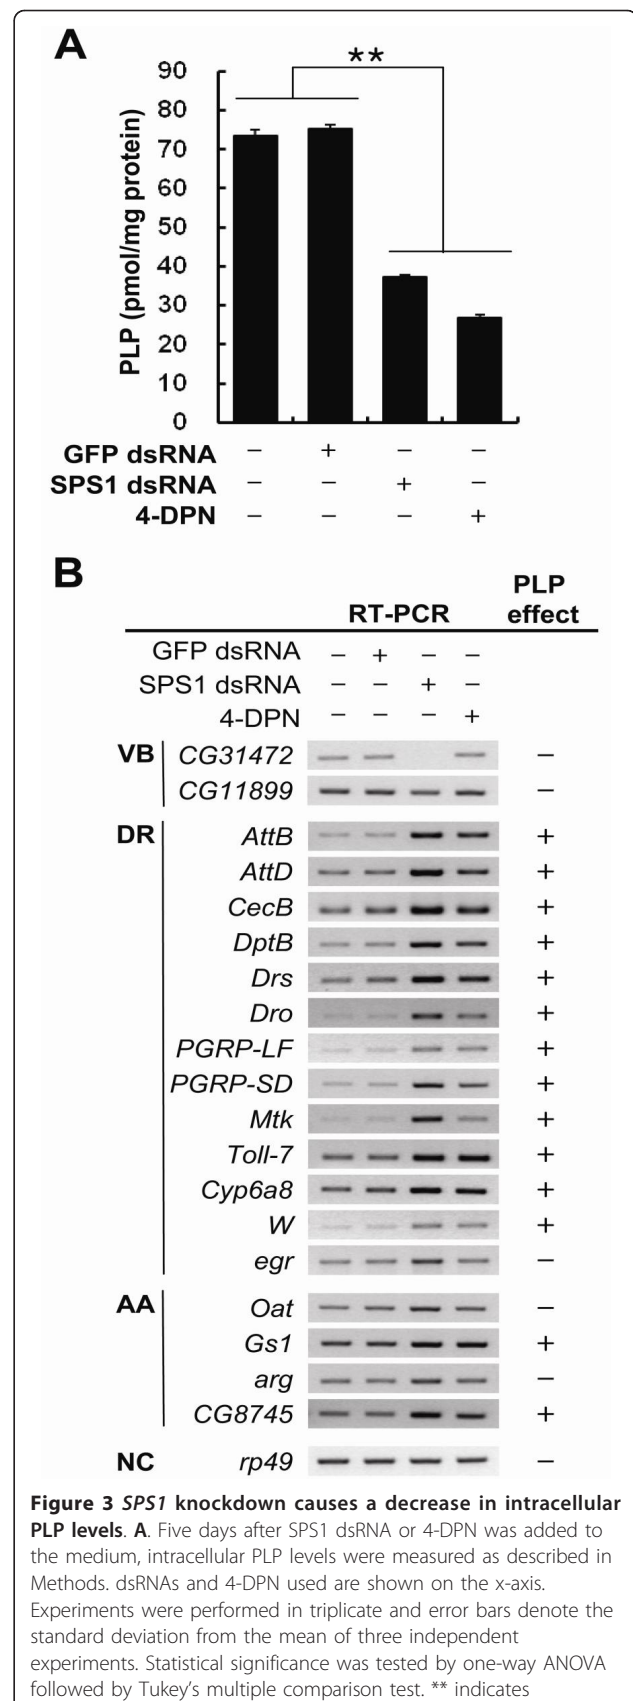 A
**
PLP (pmol/mg protein)
90
80
70
60
50
40
30
20
10
0
GFP dsRNA − + − −
SPS1 dsRNA − − + −
4-DPN − − − +
B
RT-PCR PLP effect
GFP dsRNA − + − −
SPS1 dsRNA − − + −
4-DPN − − − +
VB CG31472 −
CG11899 −
DR AttB +
AttD +
CecB +
DptB +
Drs +
Dro +
PGRP-LF +
PGRP-SD +
Mtk +
Toll-7 +
Cyp6a8 +
W +
egr −
AA Oat −
Gs1 +
arg −
CG8745 +
NC rp49 −
Figure 3 SPS1 knockdown causes a decrease in intracellular
PLP levels. A. Five days after SPS1 dsRNA or 4-DPN was added to
the medium, intracellular PLP levels were measured as described in
Methods. dsRNAs and 4-DPN used are shown on the x-axis.
Experiments were performed in triplicate and error bars denote the
standard deviation from the mean of three independent
experiments. Statistical significance was tested by one-way ANOVA
followed by Tukey's multiple comparison test. ** indicates